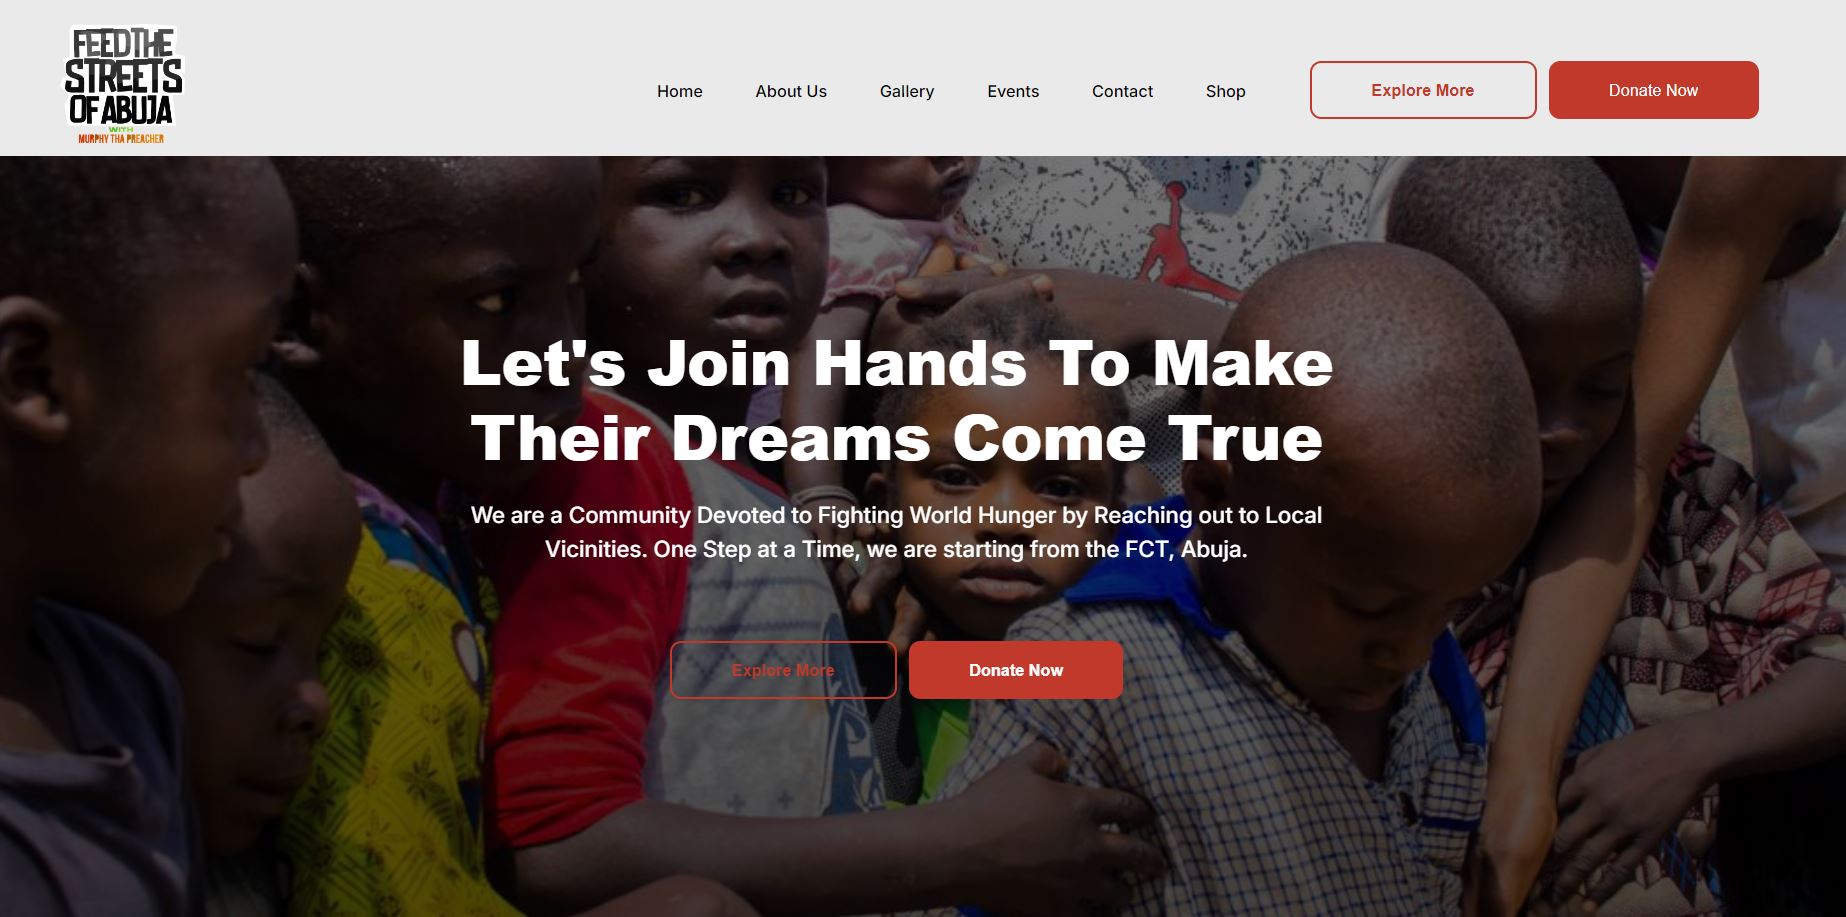 FEED THE
STREETS
OF ABUJA
WITH
MURPHY THA PREACHER
Home About Us Gallery Events Contact Shop Explore More Donate Now
Let's Join Hands To Make
Their Dreams Come True
We are a Community Devoted to Fighting World Hunger by Reaching out to Local
Vicinities. One Step at a Time, we are starting from the FCT, Abuja.
Explore More Donate Now